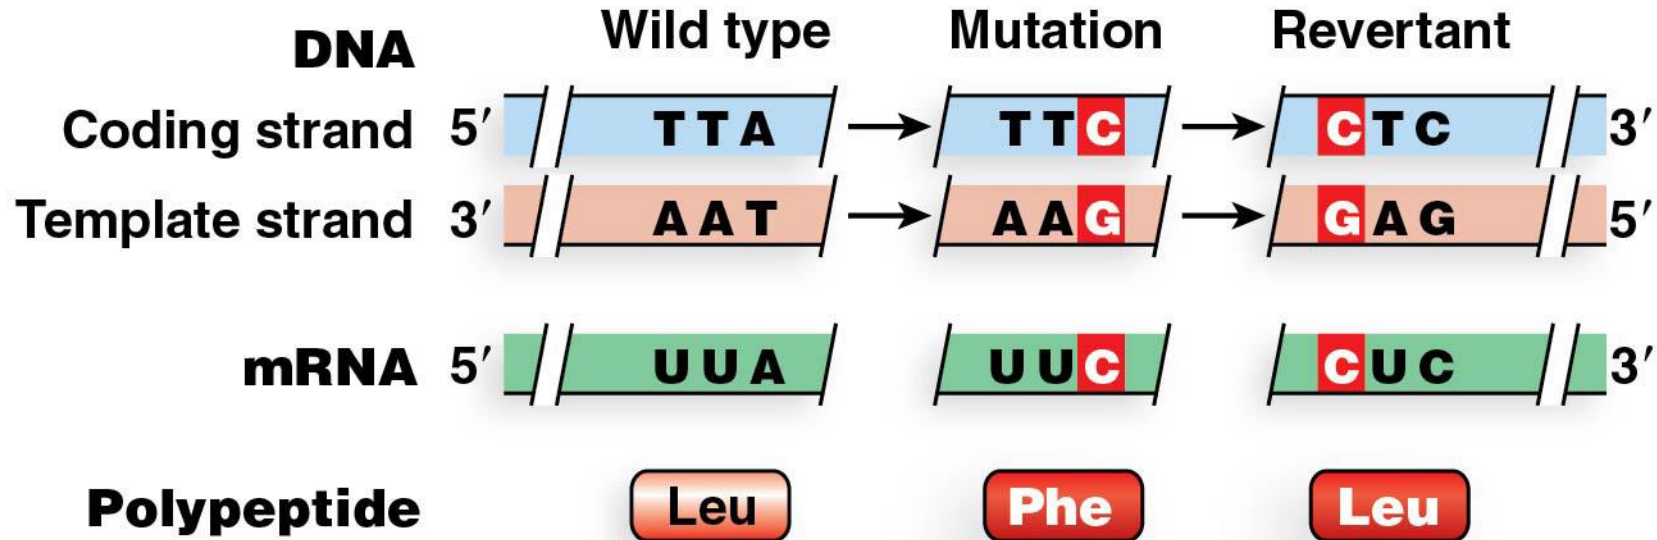 DNA Wild type Mutation Revertant
Coding strand 5′ TTA TTC CTC 3′
Template strand 3′ AAT AAG GAG 5′
mRNA 5′ UUA UUC CUC 3′
Polypeptide Leu Phe Leu